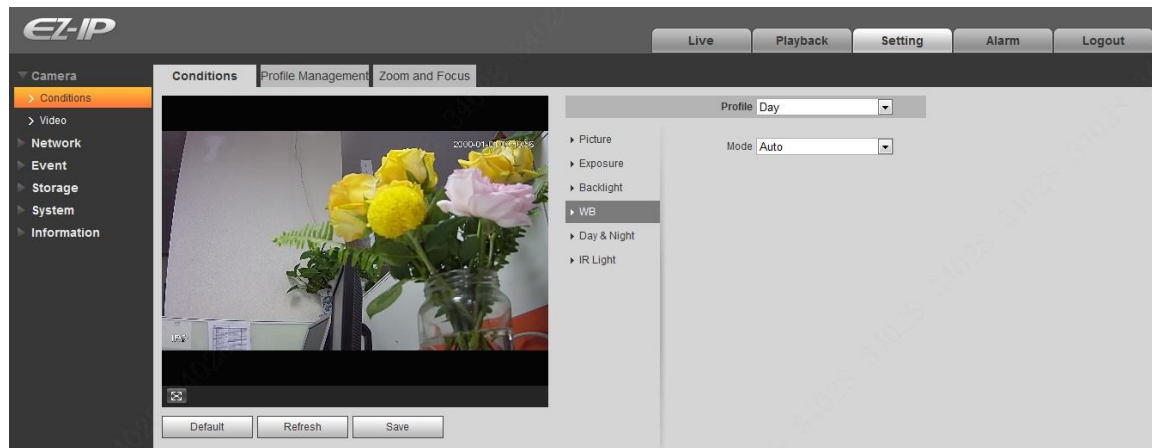 EZ-IP
Live Playback Setting Alarm Logout
Camera
Conditions
Video
Network
Event
Storage
System
Information
Conditions Profile Management Zoom and Focus
IPC
Default Refresh Save
Profile Day
Picture
Exposure
Backlight
WB
Day & Night
IR Light
Mode Auto